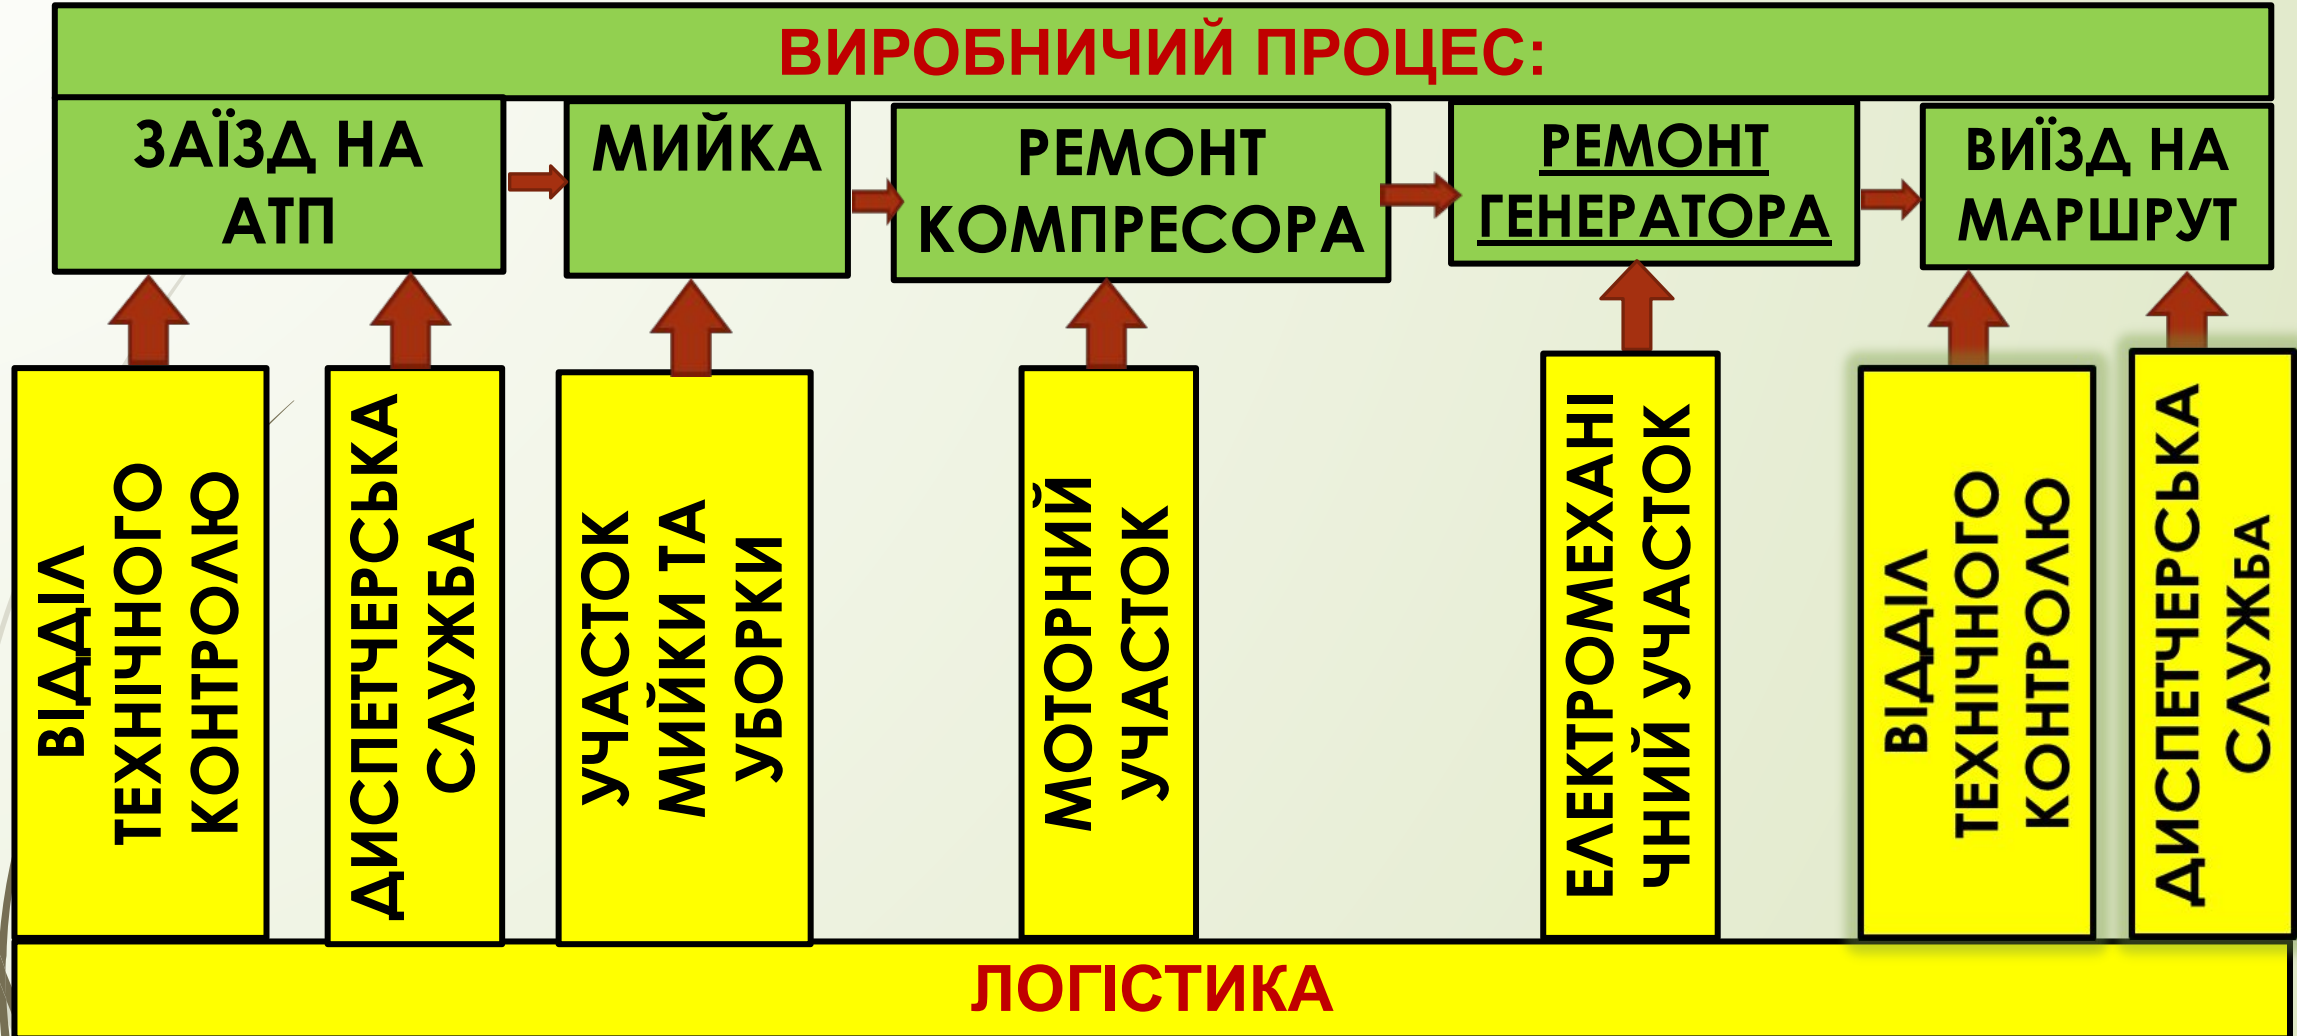 ВИРОБНИЧИЙ ПРОЦЕС:
ЗАЇЗД НА
АТП
МИЙКА
РЕМОНТ
КОМПРЕСОРА
РЕМОНТ
ГЕНЕРАТОРА
ВИЇЗД НА
МАРШРУТ
ВІДДІЛ
ТЕХНІЧНОГО
КОНТРОЛЮ
ДИСПЕТЧЕРСЬКА
СЛУЖБА
УЧАСТОК
МИЙКИ ТА
УБОРКИ
МОТОРНИЙ
УЧАСТОК
ЕЛЕКТРОМЕХАНІ
ЧНИЙ УЧАСТОК
ВІДДІЛ
ТЕХНІЧНОГО
КОНТРОЛЮ
ДИСПЕТЧЕРСЬКА
СЛУЖБА
ЛОГІСТИКА